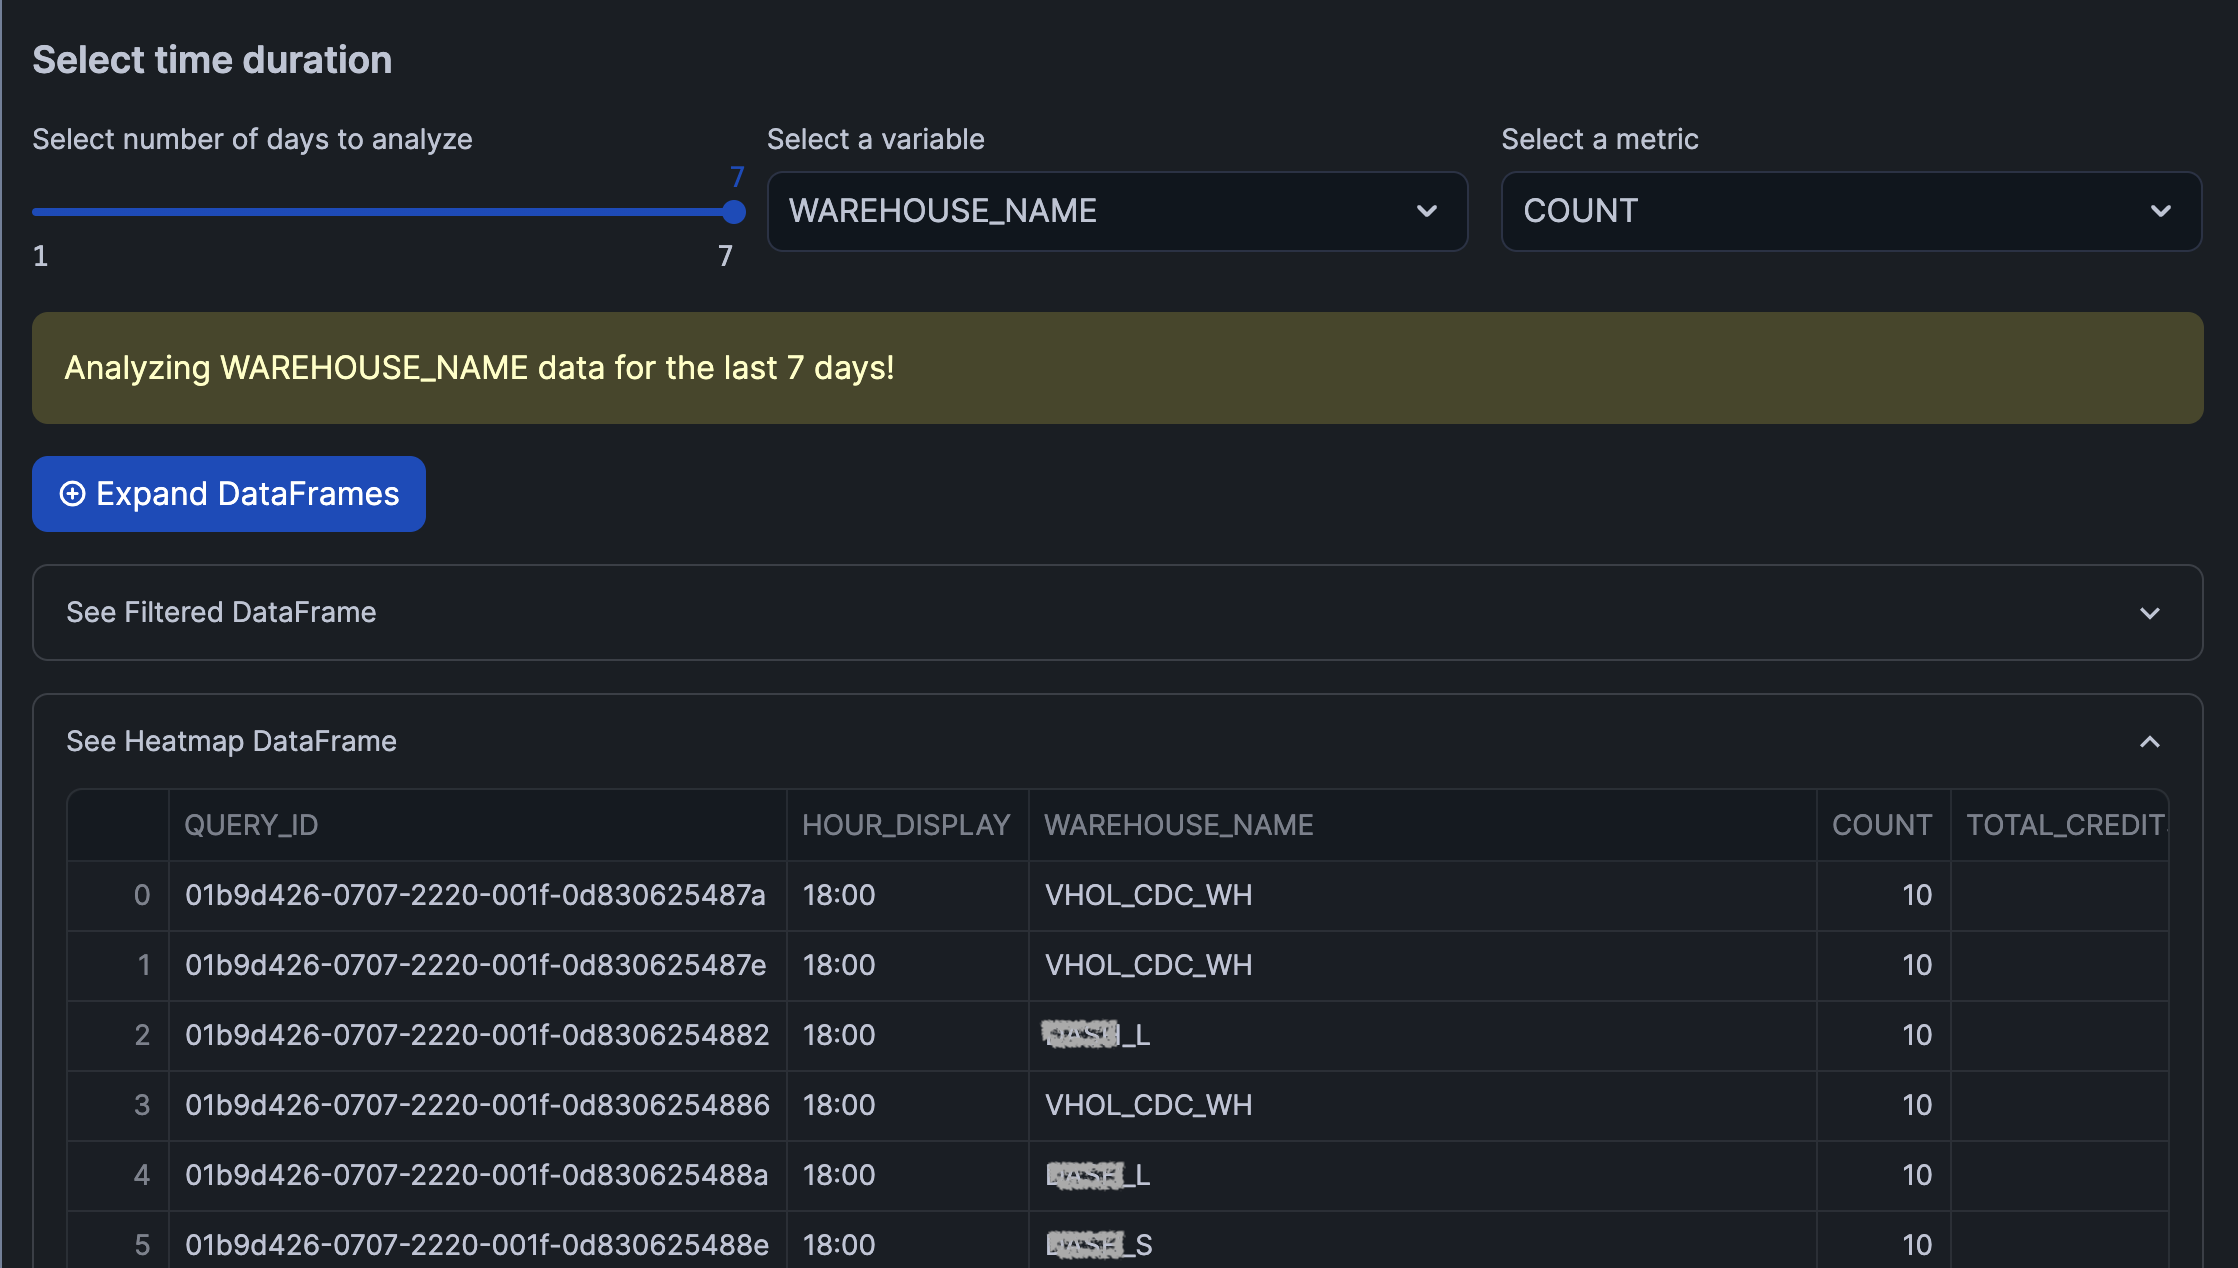 Select time duration
Select number of days to analyze
Select a variable
Select a metric
7
WAREHOUSE_NAME
COUNT
1
7
Analyzing WAREHOUSE_NAME data for the last 7 days!
Expand DataFrames
See Filtered DataFrame
See Heatmap DataFrame
QUERY_ID HOUR_DISPLAY WAREHOUSE_NAME COUNT
0 01b9d426-0707-2220-001f-0d830625487a 18:00 VHOL_CDC_WH 10
1 01b9d426-0707-2220-001f-0d830625487e 18:00 VHOL_CDC_WH 10
2 01b9d426-0707-2220-001f-0d8306254882 18:00 _L 10
3 01b9d426-0707-2220-001f-0d8306254886 18:00 VHOL_CDC_WH 10
4 01b9d426-0707-2220-001f-0d830625488a 18:00 _L 10
5 01b9d426-0707-2220-001f-0d830625488e 18:00 _S 10